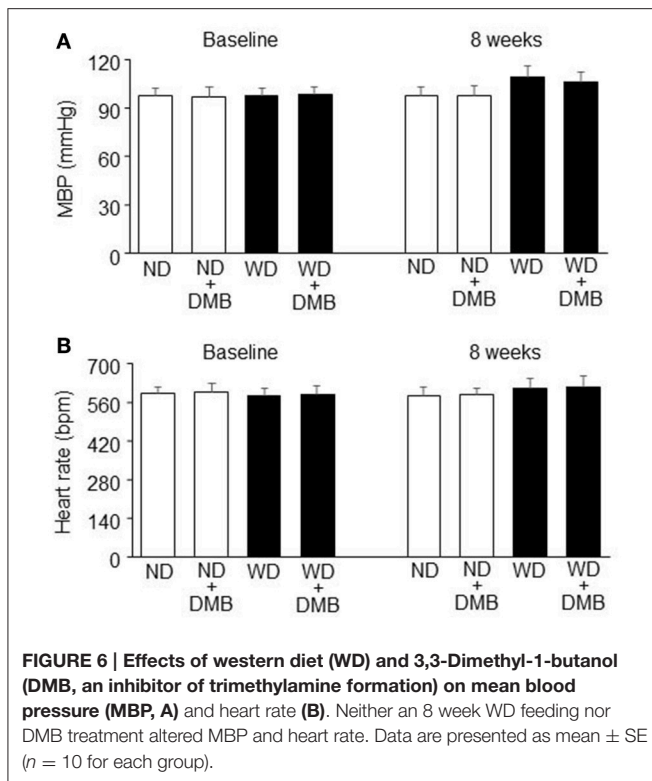 A
Baseline 8 weeks
120
90
60
30
0
MBP (mmHg)
ND ND WD WD ND ND WD WD
+ + + +
DMB DMB DMB DMB
B
Baseline 8 weeks
700
560
420
280
140
0
Heart rate (bpm)
ND ND WD WD ND ND WD WD
+ + + +
DMB DMB DMB DMB
FIGURE 6 | Effects of western diet (WD) and 3,3-Dimethyl-1-butanol
(DMB, an inhibitor of trimethylamine formation) on mean blood
pressure (MBP, A) and heart rate (B). Neither an 8 week WD feeding nor
DMB treatment altered MBP and heart rate. Data are presented as mean ± SE
(n = 10 for each group).